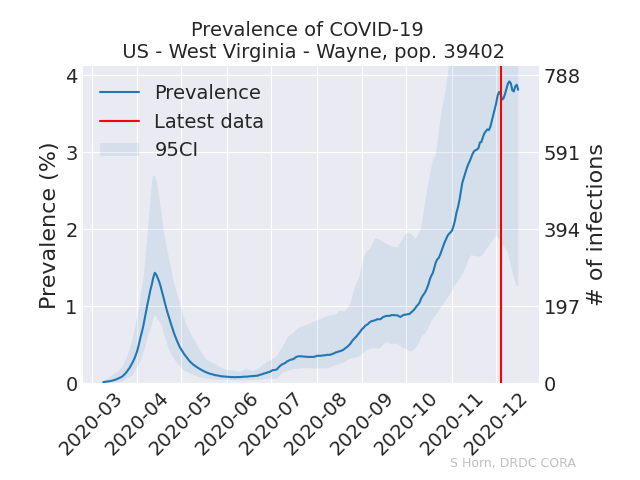 Prevalence of COVID-19
US - West Virginia - Wayne, pop. 39402
Prevalence
Latest data
95CI
Prevalence (%)
4
3
2
1
0
# of infections
788
591
394
197
0
2020-03
2020-04
2020-05
2020-06
2020-07
2020-08
2020-09
2020-10
2020-11
2020-12
S Horn, DRDC CORA